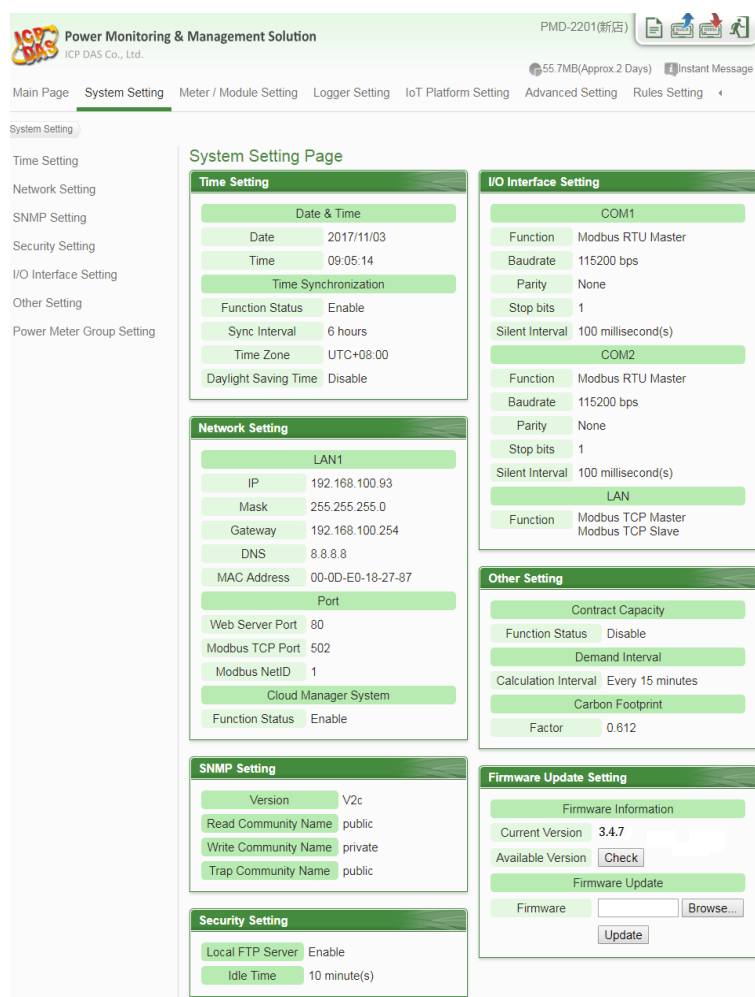 ICP DAS
Power Monitoring & Management Solution
ICP DAS Co., Ltd.
PMD-2201(新店)
55.7MB(Approx.2 Days) Instant Message
Main Page System Setting Meter / Module Setting Logger Setting IoT Platform Setting Advanced Setting Rules Setting
System Setting
Time Setting
Network Setting
SNMP Setting
Security Setting
I/O Interface Setting
Other Setting
Power Meter Group Setting
System Setting Page
Time Setting
Date & Time
Date 2017/11/03
Time 09:05:14
Time Synchronization
Function Status Enable
Sync Interval 6 hours
Time Zone UTC+08:00
Daylight Saving Time Disable
Network Setting
LAN1
IP 192.168.100.93
Mask 255.255.255.0
Gateway 192.168.100.254
DNS 8.8.8.8
MAC Address 00-0D-E0-18-27-87
Port
Web Server Port 80
Modbus TCP Port 502
Modbus NetID 1
Cloud Manager System
Function Status Enable
SNMP Setting
Version V2c
Read Community Name public
Write Community Name private
Trap Community Name public
Security Setting
Local FTP Server Enable
Idle Time 10 minute(s)
I/O Interface Setting
COM1
Function Modbus RTU Master
Baudrate 115200 bps
Parity None
Stop bits 1
Silent Interval 100 millisecond(s)
COM2
Function Modbus RTU Master
Baudrate 115200 bps
Parity None
Stop bits 1
Silent Interval 100 millisecond(s)
LAN
Function Modbus TCP Master
Modbus TCP Slave
Other Setting
Contract Capacity
Function Status Disable
Demand Interval
Calculation Interval Every 15 minutes
Carbon Footprint
Factor 0.612
Firmware Update Setting
Firmware Information
Current Version 3.4.7
Available Version Check
Firmware Update
Firmware Browse...
Update